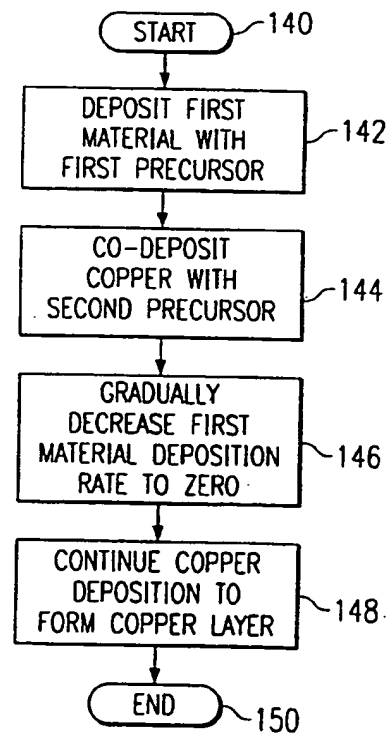 START
140
DEPOSIT FIRST
MATERIAL WITH
FIRST PRECURSOR
142
CO-DEPOSIT
COPPER WITH
SECOND PRECURSOR
144
GRADUALLY
DECREASE FIRST
MATERIAL DEPOSITION
RATE TO ZERO
146
CONTINUE COPPER
DEPOSITION TO
FORM COPPER LAYER
148
END
150